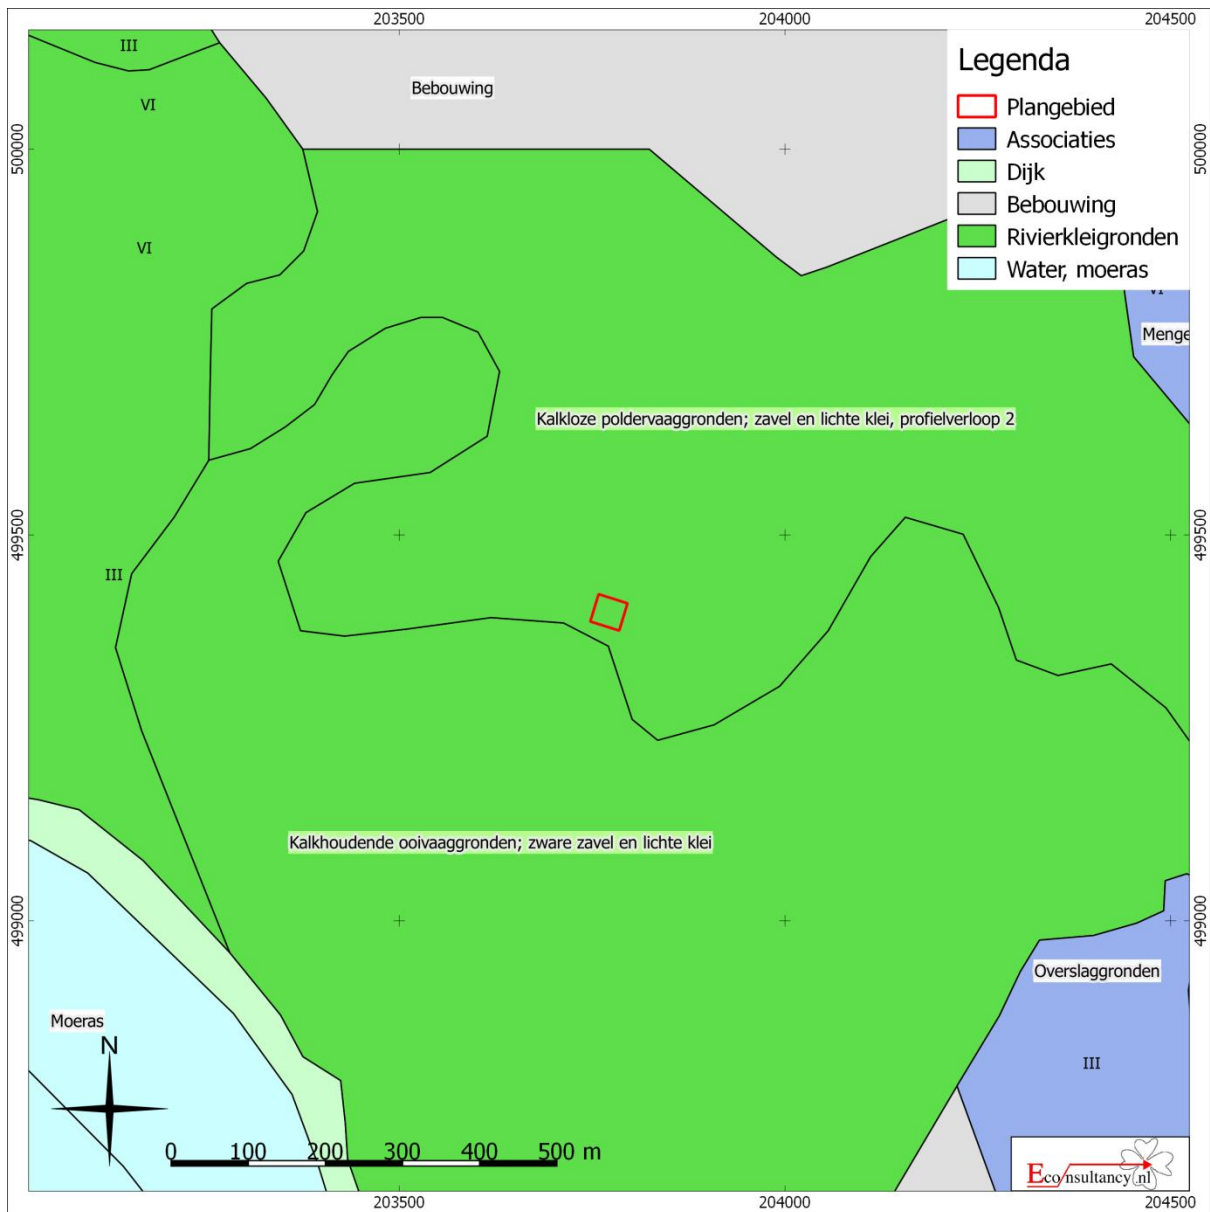 203500
204000
204500
III
Legenda
Bebouwing
VI
Plangebied
Associaties
500000
500000
Dijk
Bebouwing
Rivierkleigronden
VI
Water, moeras
VI
Menge
Kalkloze poldervaaggronden; zavel en lichte klei, profielverloop 2
499500
499500
III
Kalkhoudende ooivaaggronden; zware zavel en lichte klei
499000
499000
Overslaggronden
Moeras
N
III
0 100 200 300 400 500 m
Econsultancy.nl
203500
204000
204500